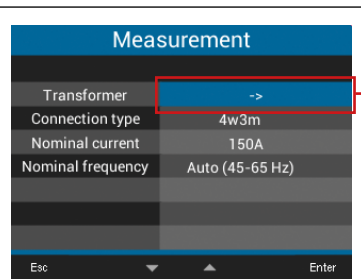 Measurement
Transformer ->
Connection type 4w3m
Nominal current 150A
Nominal frequency Auto (45-65 Hz)
Esc Enter